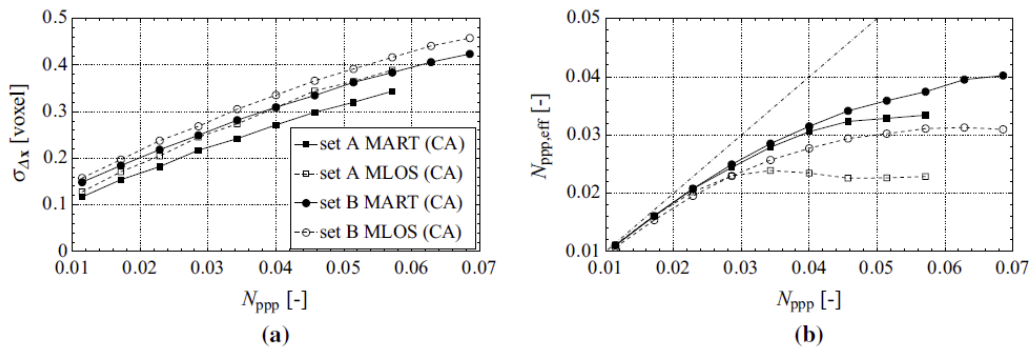 0.5
0.4
0.3
0.2
0.1
0
σΔx [voxel]
set A MART (CA)
set A MLOS (CA)
set B MART (CA)
set B MLOS (CA)
0.01 0.02 0.03 0.04 0.05 0.06 0.07
Nppp [-]
(a)
0.05
0.04
0.03
0.02
0.01
Nppp,eff [-]
0.01 0.02 0.03 0.04 0.05 0.06 0.07
Nppp [-]
(b)